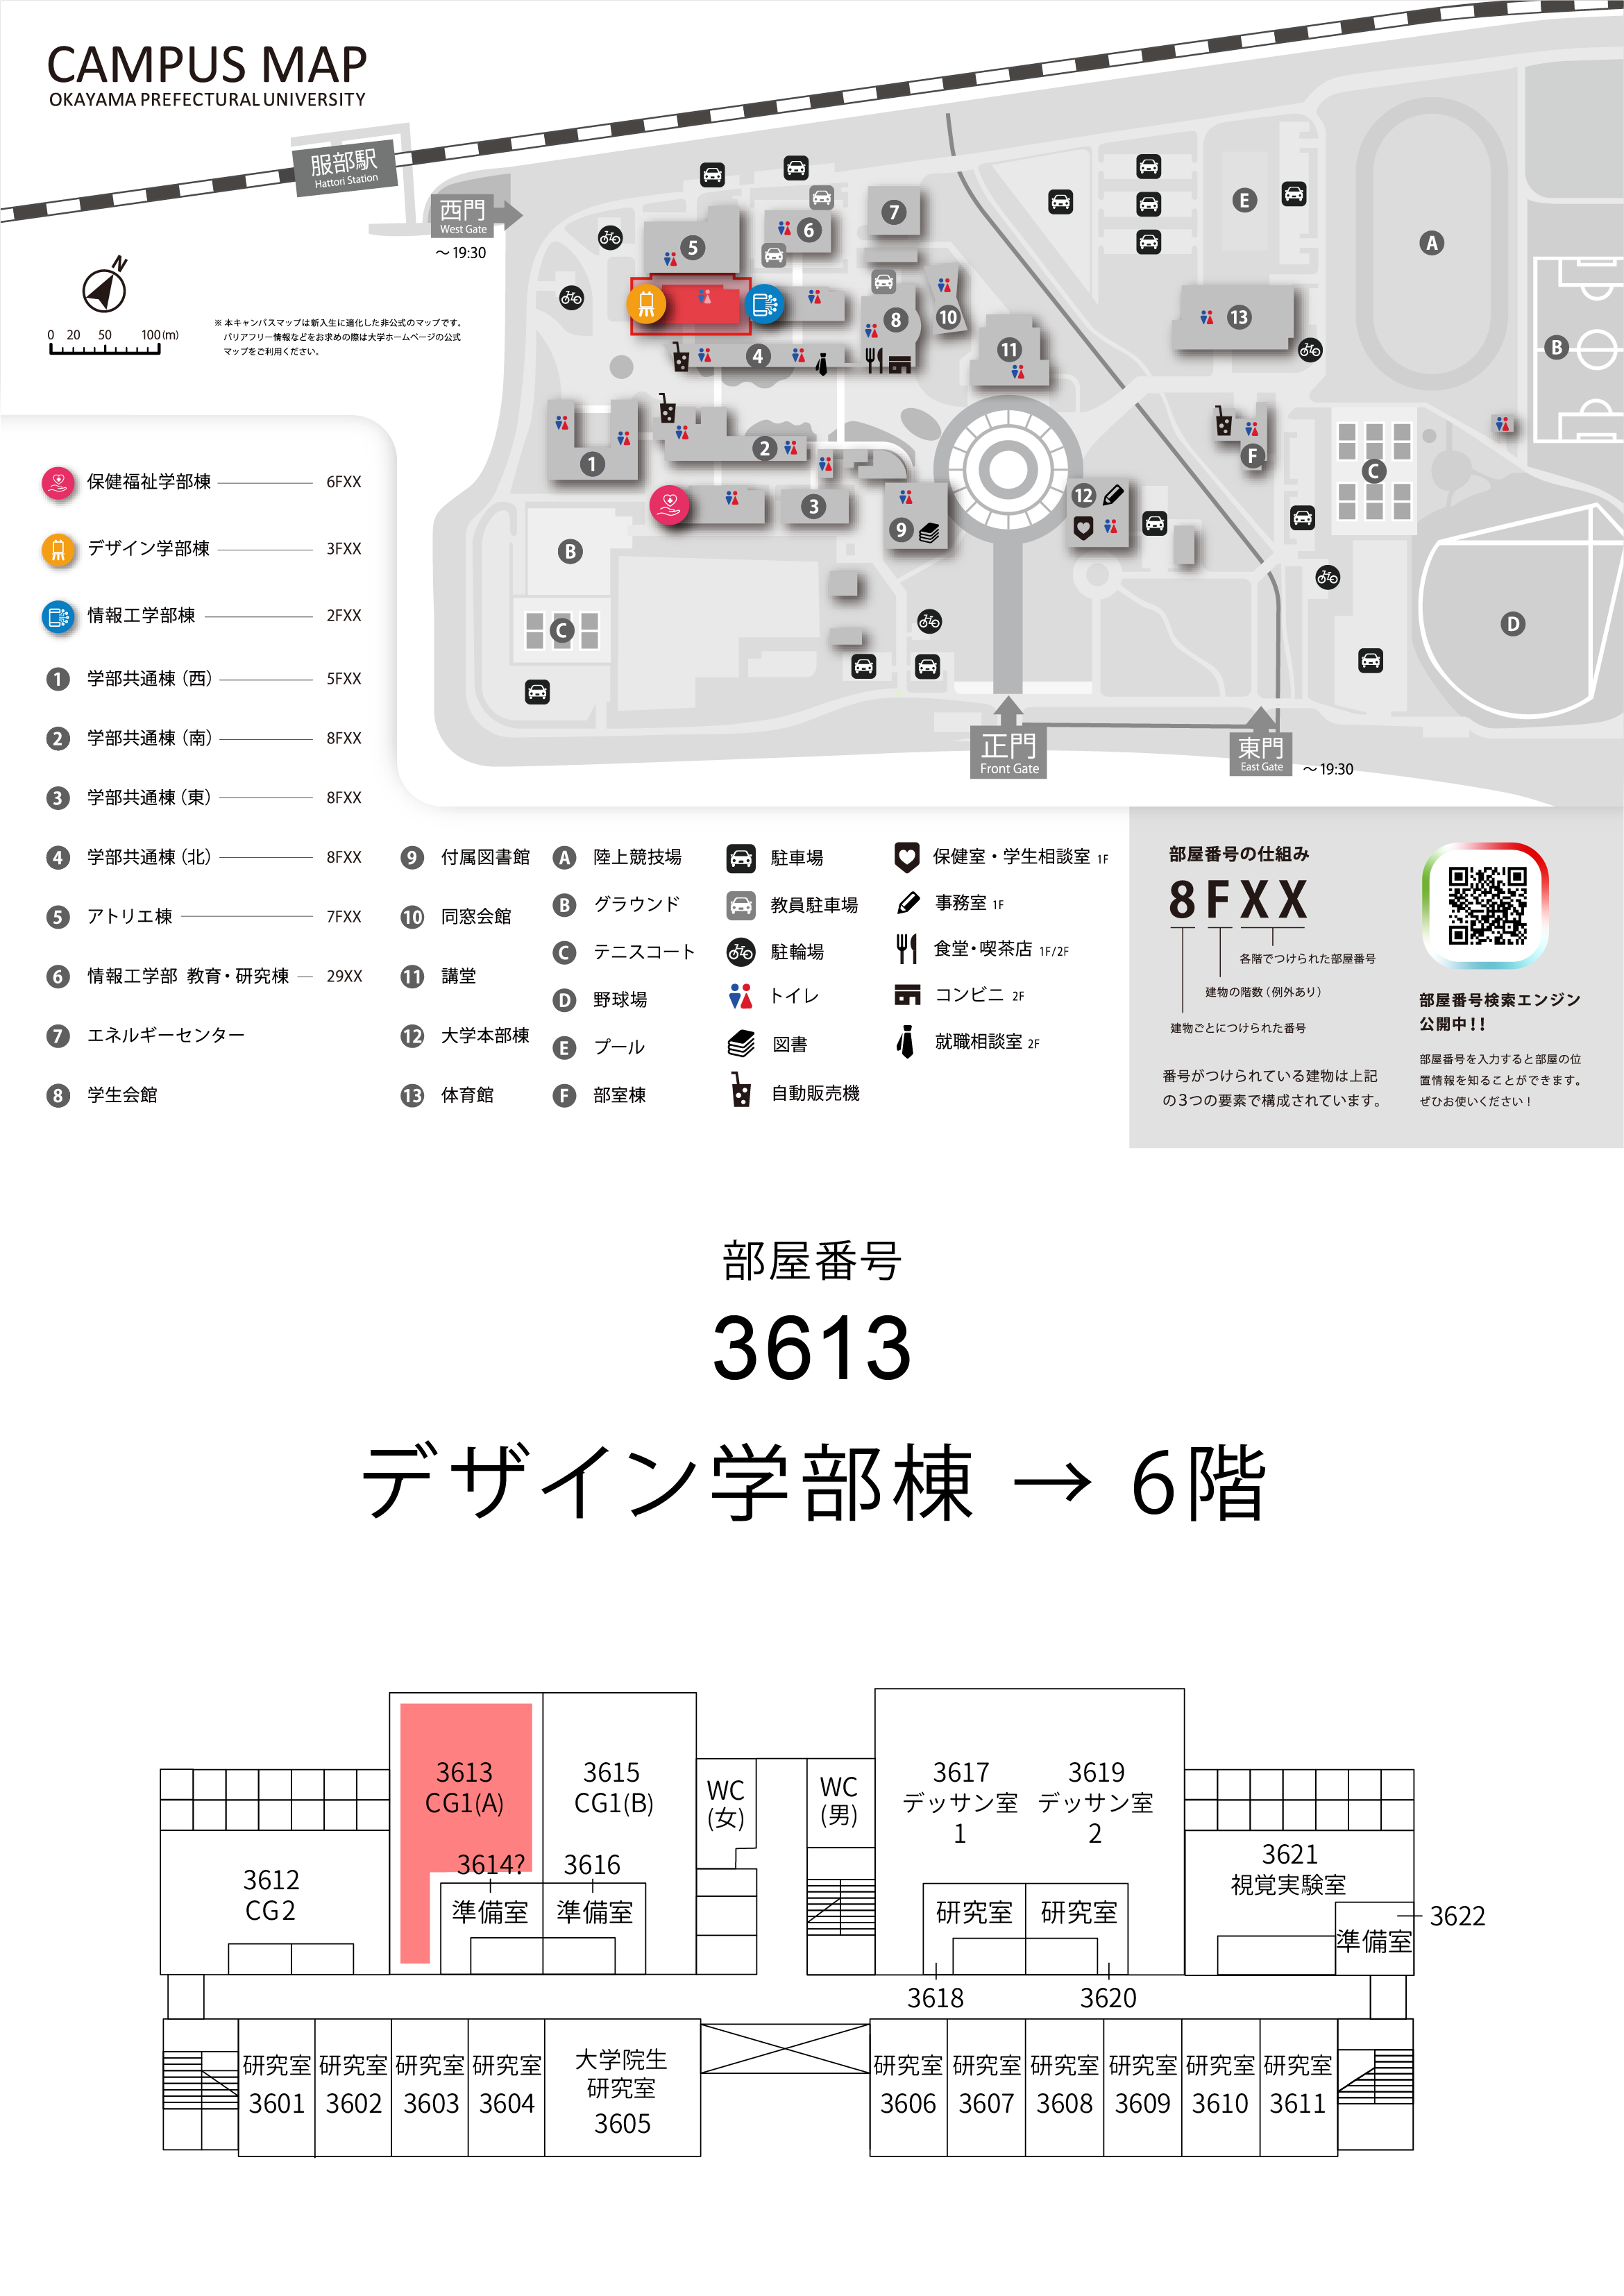 CAMPUS MAP
OKAYAMA PREFECTURAL UNIVERSITY
服部駅
Hattori Station
西門
West Gate
～19:30
N
0 20 50 100(m)
※ 本キャンパスマップは新入生に適化した非公式のマップです。
バリアフリー情報などをお求めの際は大学ホームページの公式
マップをご利用ください。
5
6
7
8
10
11
13
4
1
2
3
9
12
A
B
C
D
E
F
B
C
正門
Front Gate
東門
East Gate
～19:30
保健福祉学部棟 6FXX
デザイン学部棟 3FXX
情報工学部棟 2FXX
1 学部共通棟（西） 5FXX
2 学部共通棟（南） 8FXX
3 学部共通棟（東） 8FXX
4 学部共通棟（北） 8FXX
5 アトリエ棟 7FXX
6 情報工学部 教育・研究棟 29XX
7 エネルギーセンター
8 学生会館
9 付属図書館
10 同窓会館
11 講堂
12 大学本部棟
13 体育館
A 陸上競技場
B グラウンド
C テニスコート
D 野球場
E プール
F 部室棟
駐車場
教員駐車場
駐輪場
トイレ
図書
自動販売機
保健室・学生相談室 1F
事務室 1F
食堂・喫茶店 1F/2F
コンビニ 2F
就職相談室 2F
部屋番号の仕組み
8FXX
各階でつけられた部屋番号
建物の階数（例外あり）
建物ごとにつけられた番号
番号がつけられている建物は上記
の３つの要素で構成されています。
部屋番号検索エンジン
公開中！！
部屋番号を入力すると部屋の位
置情報を知ることができます。
ぜひお使いください！
部屋番号
3613
デザイン学部棟 → 6階
3613
CG1(A)
3615
CG1(B)
WC
(女)
WC
(男)
3617
デッサン室
1
3619
デッサン室
2
3612
CG2
3614?
準備室
3616
準備室
研究室
研究室
3618
3620
3621
視覚実験室
準備室
3622
研究室
3601
研究室
3602
研究室
3603
研究室
3604
大学院生
研究室
3605
研究室
3606
研究室
3607
研究室
3608
研究室
3609
研究室
3610
研究室
3611